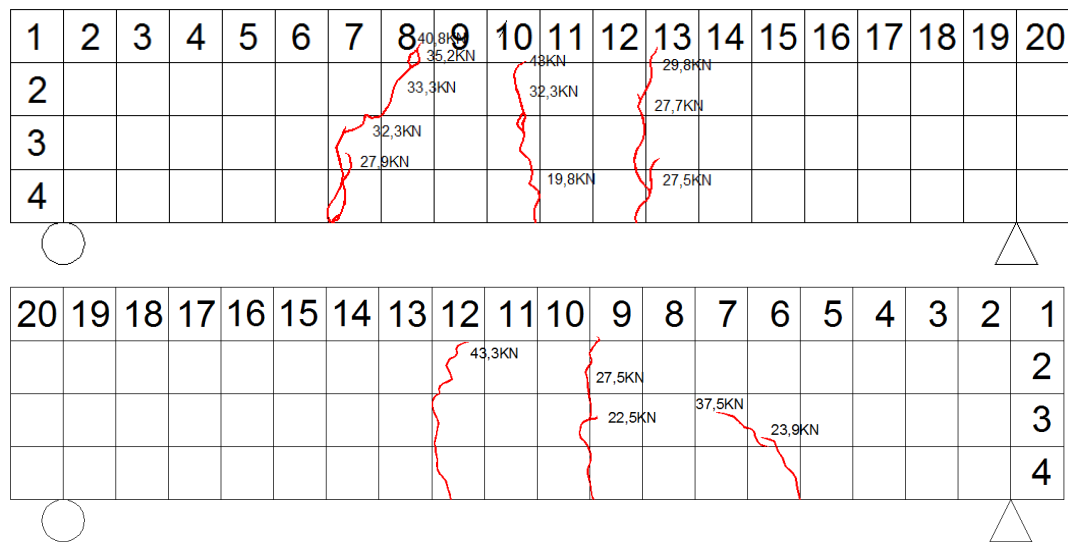 1 2 3 4 5 6 7 8 9 10 11 12 13 14 15 16 17 18 19 20
40,8KN
35,2KN
43KN
29,8KN
2
33,3KN
32,3KN
27,7KN
3
32,3KN
27,9KN
4
19,8KN
27,5KN
20 19 18 17 16 15 14 13 12 11 10 9 8 7 6 5 4 3 2 1
43,3KN
2
27,5KN
37,5KN
3
22,5KN
23,9KN
4